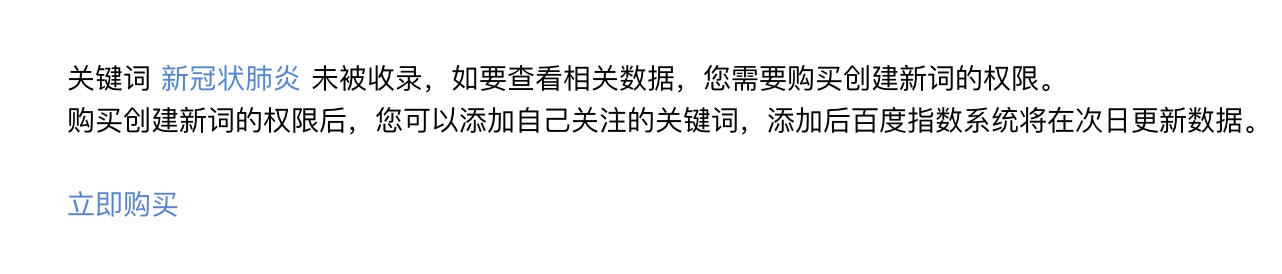 关键词 新冠状肺炎 未被收录，如要查看相关数据，您需要购买创建新词的权限。
购买创建新词的权限后，您可以添加自己关注的关键词，添加后百度指数系统将在次日更新数据。
立即购买